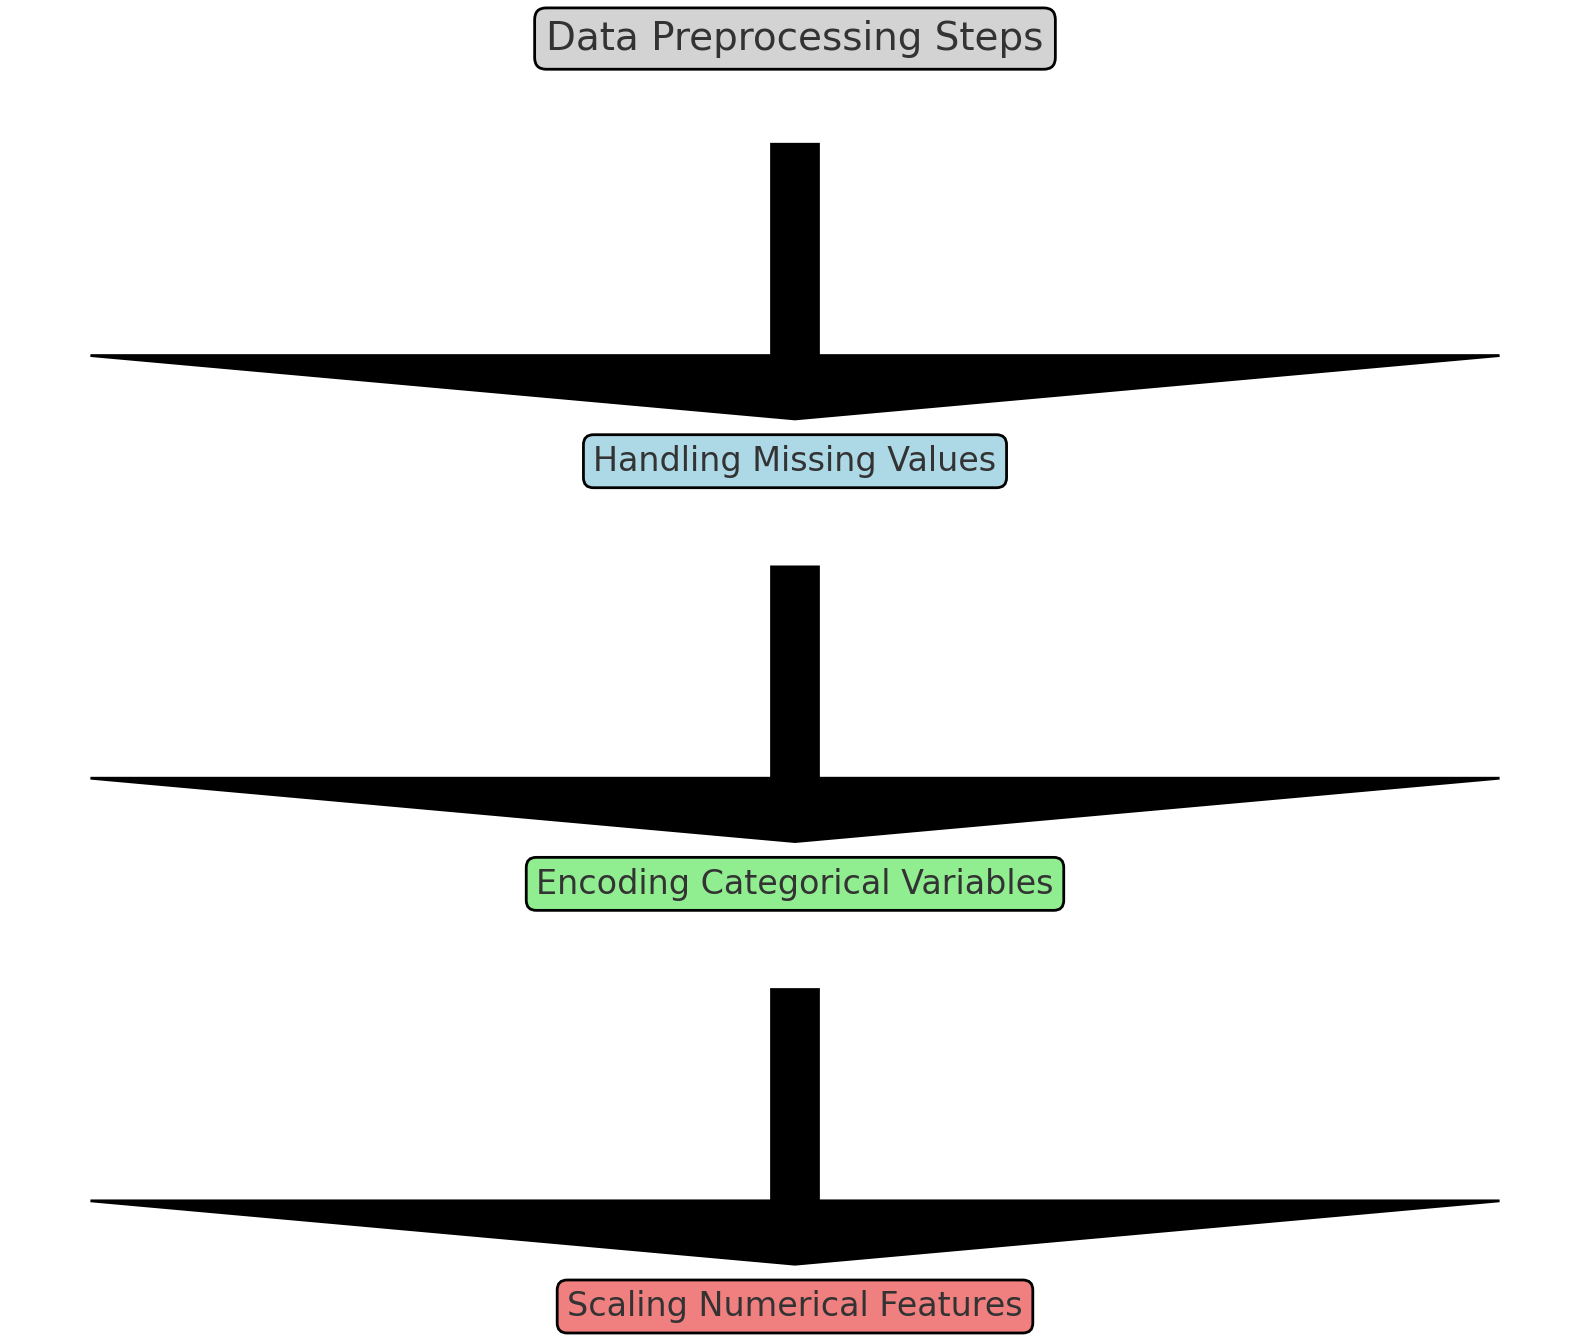 Data Preprocessing Steps
Handling Missing Values
Encoding Categorical Variables
Scaling Numerical Features